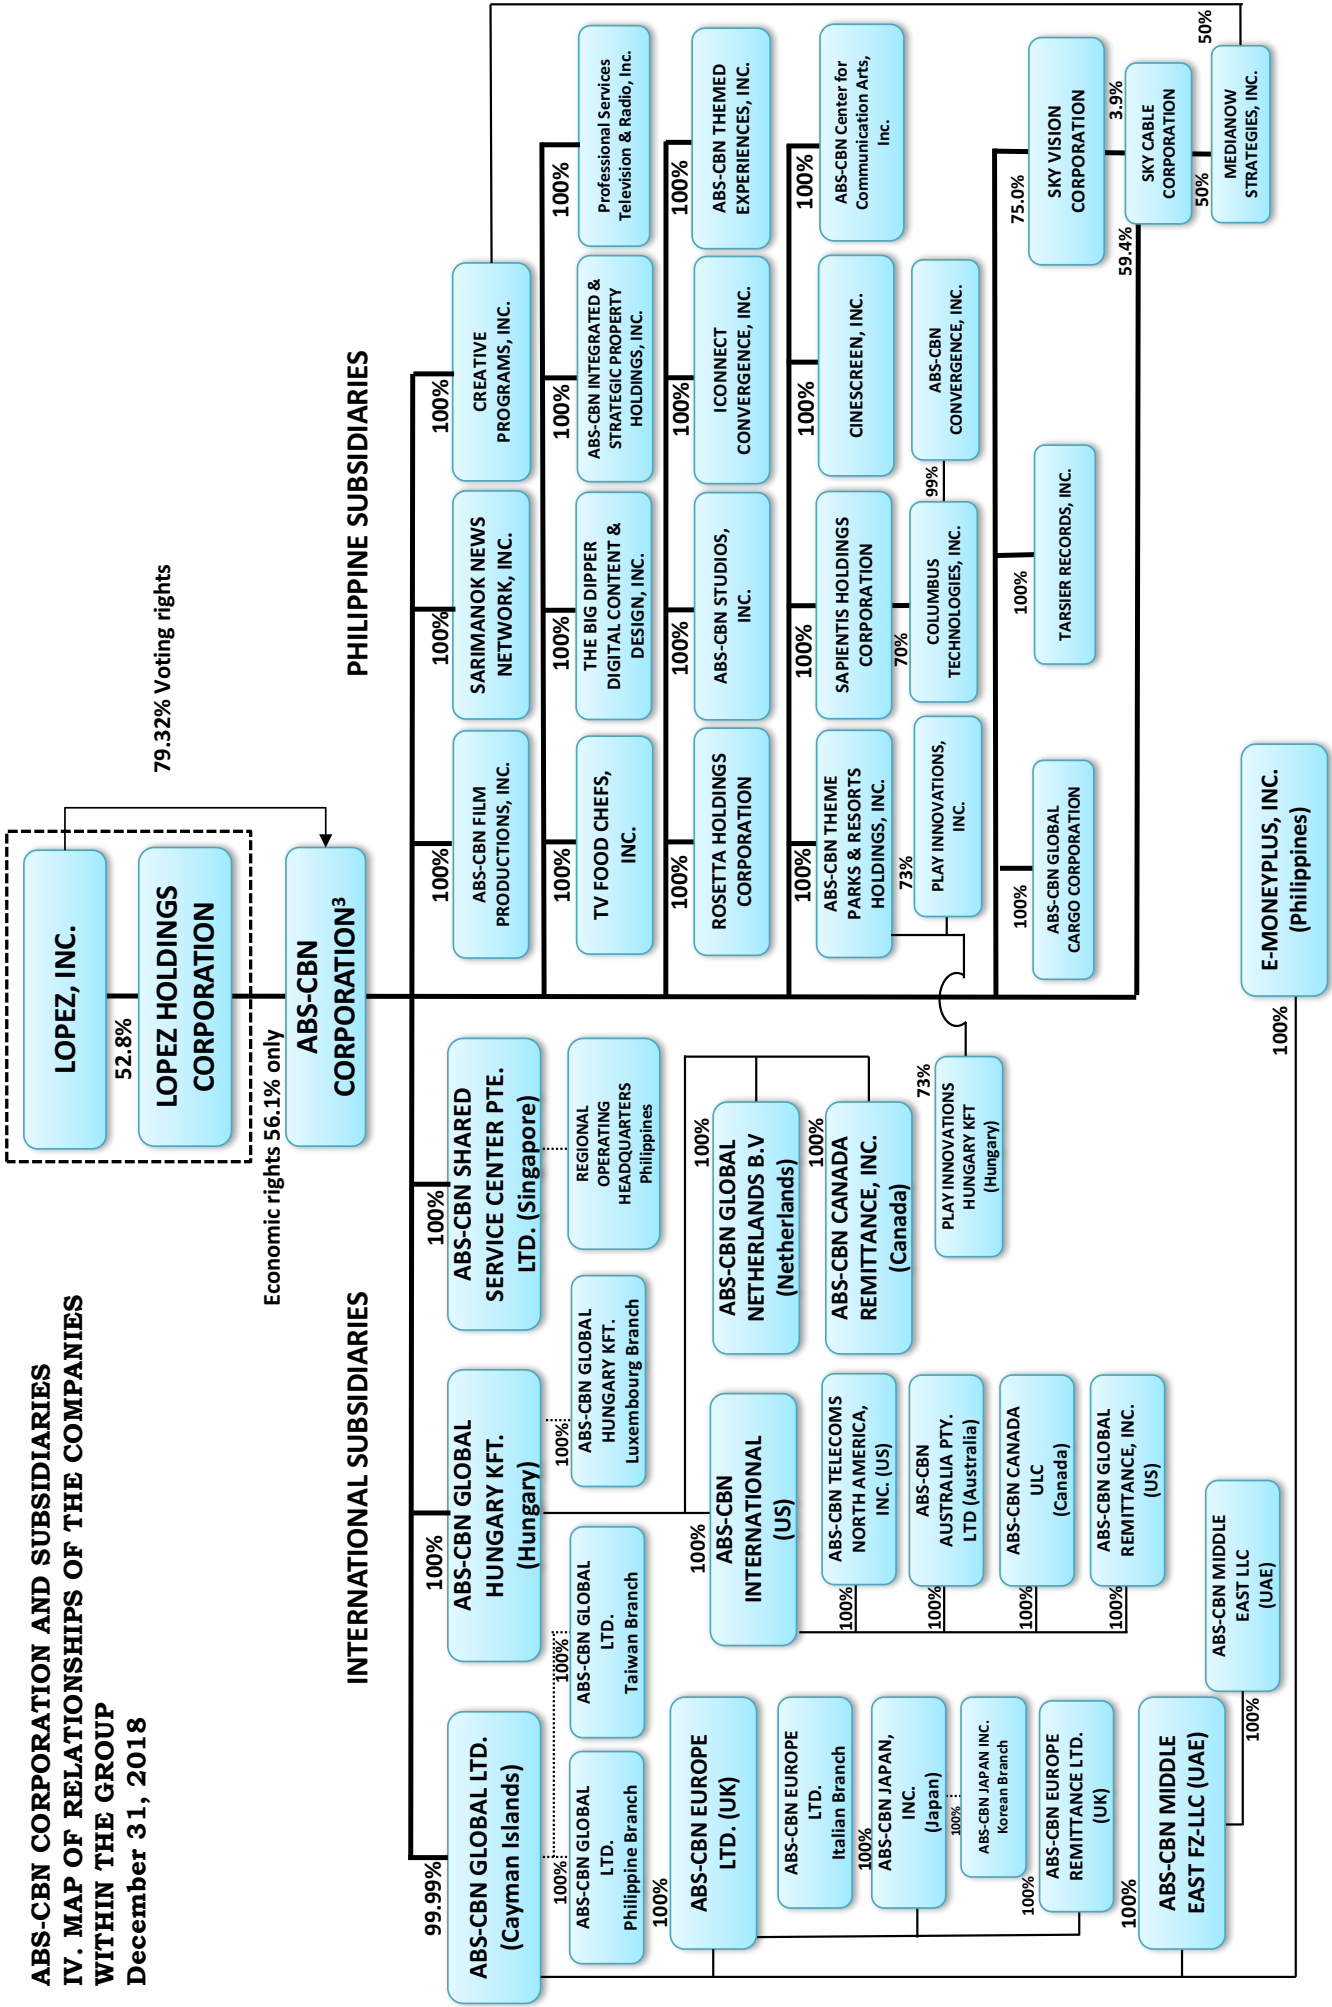 ABS-CBN CORPORATION AND SUBSIDIARIES
IV. MAP OF RELATIONSHIPS OF THE COMPANIES
WITHIN THE GROUP
December 31, 2018
LOPEZ, INC.
52.8%
LOPEZ HOLDINGS
CORPORATION
79.32% Voting rights
Economic rights 56.1% only
ABS-CBN
CORPORATION3
INTERNATIONAL SUBSIDIARIES
PHILIPPINE SUBSIDIARIES
99.99%
ABS-CBN GLOBAL LTD.
(Cayman Islands)
100%
ABS-CBN GLOBAL
HUNGARY KFT.
(Hungary)
100%
ABS-CBN SHARED
SERVICE CENTER PTE.
LTD. (Singapore)
100%
ABS-CBN FILM
PRODUCTIONS, INC.
100%
SARIMANOK NEWS
NETWORK, INC.
100%
CREATIVE
PROGRAMS, INC.
100%
ABS-CBN GLOBAL
LTD.
Philippine Branch
100%
ABS-CBN GLOBAL
LTD.
Taiwan Branch
100%
ABS-CBN GLOBAL
HUNGARY KFT.
Luxembourg Branch
REGIONAL
OPERATING
HEADQUARTERS
Philippines
100%
TV FOOD CHEFS,
INC.
100%
THE BIG DIPPER
DIGITAL CONTENT &
DESIGN, INC.
100%
ABS-CBN INTEGRATED &
STRATEGIC PROPERTY
HOLDINGS, INC.
100%
Professional Services
Television & Radio, Inc.
100%
ABS-CBN EUROPE
LTD. (UK)
100%
ABS-CBN
INTERNATIONAL
(US)
100%
ABS-CBN GLOBAL
NETHERLANDS B.V
(Netherlands)
100%
ROSETTA HOLDINGS
CORPORATION
100%
ABS-CBN STUDIOS,
INC.
100%
ICONNECT
CONVERGENCE, INC.
100%
ABS-CBN THEMED
EXPERIENCES, INC.
ABS-CBN EUROPE
LTD.
Italian Branch
100%
ABS-CBN TELECOMS
NORTH AMERICA,
INC. (US)
100%
ABS-CBN CANADA
REMITTANCE, INC.
(Canada)
100%
ABS-CBN THEME
PARKS & RESORTS
HOLDINGS, INC.
100%
SAPIENTIS HOLDINGS
CORPORATION
100%
CINESCREEN, INC.
100%
ABS-CBN Center for
Communication Arts,
Inc.
100%
ABS-CBN JAPAN,
INC.
(Japan)
100%
ABS-CBN
AUSTRALIA PTY.
LTD (Australia)
73%
PLAY INNOVATIONS
HUNGARY KFT
(Hungary)
73%
PLAY INNOVATIONS,
INC.
70%
COLUMBUS
TECHNOLOGIES, INC.
99%
ABS-CBN
CONVERGENCE, INC.
100%
ABS-CBN JAPAN INC.
Korean Branch
100%
ABS-CBN CANADA
ULC
(Canada)
100%
ABS-CBN EUROPE
REMITTANCE LTD.
(UK)
100%
ABS-CBN GLOBAL
REMITTANCE, INC.
(US)
100%
ABS-CBN GLOBAL
CARGO CORPORATION
100%
TARSIER RECORDS, INC.
75.0%
SKY VISION
CORPORATION
3.9%
59.4%
SKY CABLE
CORPORATION
50%
50%
MEDIANOW
STRATEGIES, INC.
100%
ABS-CBN MIDDLE
EAST FZ-LLC (UAE)
100%
ABS-CBN MIDDLE
EAST LLC
(UAE)
100%
E-MONEYPLUS, INC.
(Philippines)